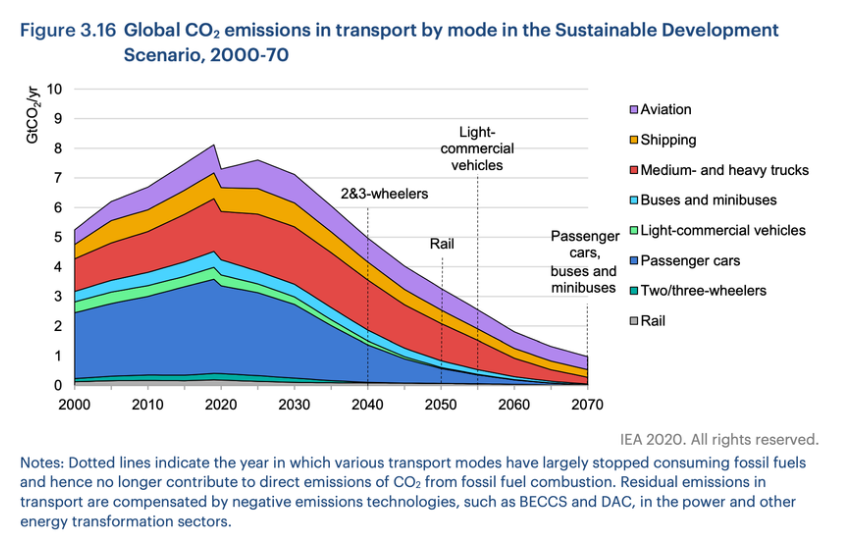 Figure 3.16 Global CO₂ emissions in transport by mode in the Sustainable Development
Scenario, 2000-70
GtCO₂/yr
10
9
8
7
6
5
4
3
2
1
0
2000
2010
2020
2030
2040
2050
2060
2070
2&3-wheelers
Rail
Light-
commercial
vehicles
Passenger
cars,
buses and
minibuses
Aviation
Shipping
Medium- and heavy trucks
Buses and minibuses
Light-commercial vehicles
Passenger cars
Two/three-wheelers
Rail
IEA 2020. All rights reserved.
Notes: Dotted lines indicate the year in which various transport modes have largely stopped consuming fossil fuels
and hence no longer contribute to direct emissions of CO₂ from fossil fuel combustion. Residual emissions in
transport are compensated by negative emissions technologies, such as BECCS and DAC, in the power and other
energy transformation sectors.